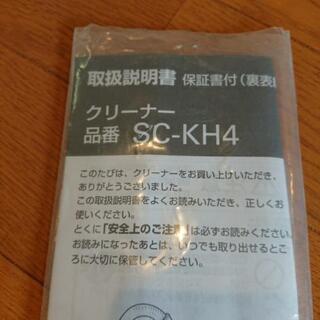 取扱説明書 保証書付(裏表
クリーナー
品番 SC-KH4
このたびは、クリーナーをお買い上げいただき、
ありがとうございました。
この取扱説明書をよくお読みいただき、正しくお
使いください。
とくに「安全上のご注意」は必ずお読みください。
お読みになったあとは、いつでも取り出せるとこ
ろに大切に保管してください。